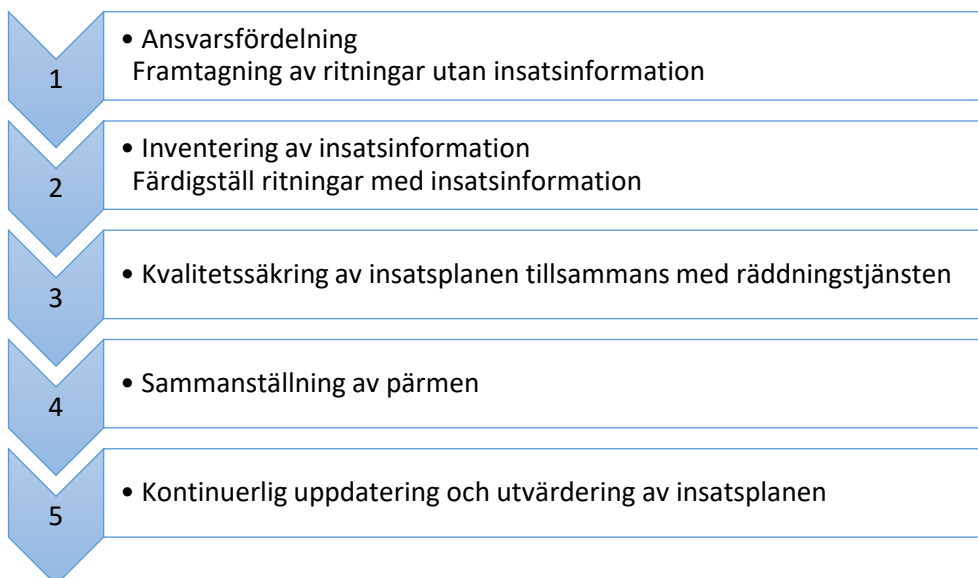 1
• Ansvarsfördelning
Framtagning av ritningar utan insatsinformation
2
• Inventering av insatsinformation
Färdigställ ritningar med insatsinformation
3
• Kvalitetssäkring av insatsplanen tillsammans med räddningstjänsten
4
• Sammanställning av pärmen
5
• Kontinuerlig uppdatering och utvärdering av insatsplanen